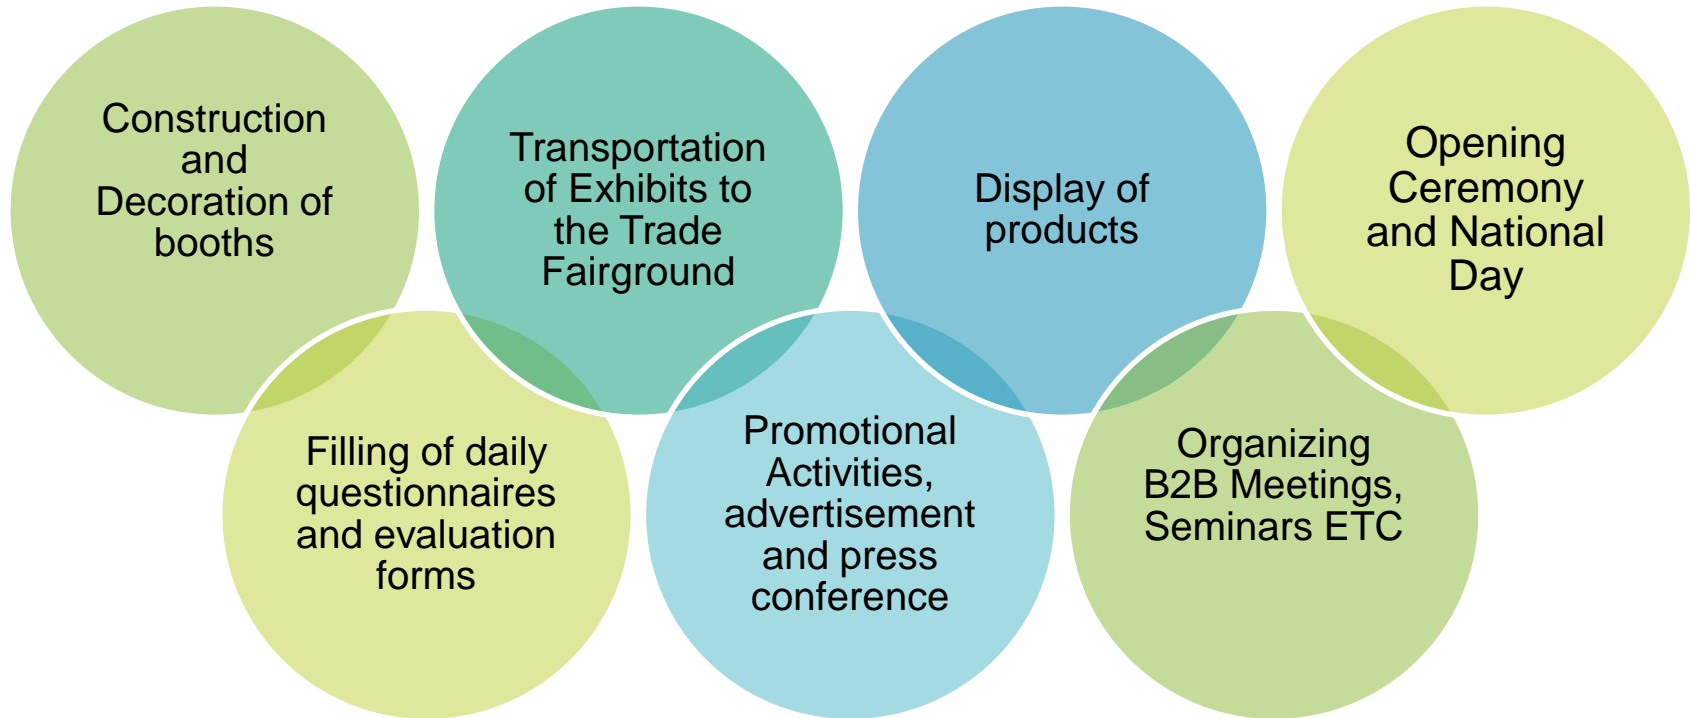 Construction
and
Decoration of
booths
Transportation
of Exhibits to
the Trade
Fairground
Display of
products
Opening
Ceremony
and National
Day
Filling of daily
questionnaires
and evaluation
forms
Promotional
Activities,
advertisement
and press
conference
Organizing
B2B Meetings,
Seminars ETC